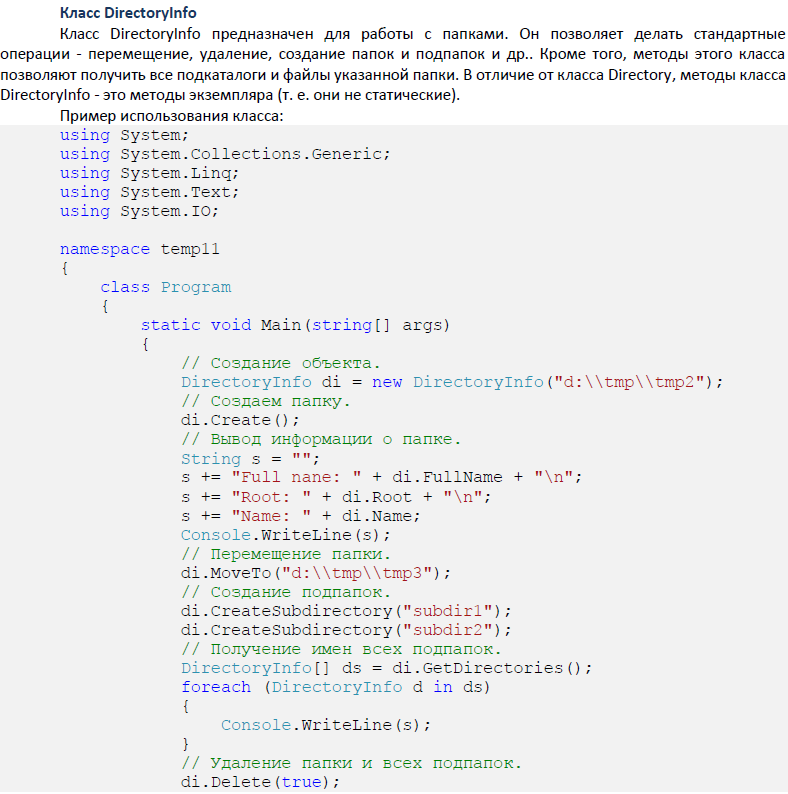 Класс DirectoryInfo
Класс DirectoryInfo предназначен для работы с папками. Он позволяет делать стандартные
операции - перемещение, удаление, создание папок и подпапок и др.. Кроме того, методы этого класса
позволяют получить все подкаталоги и файлы указанной папки. В отличие от класса Directory, методы класса
DirectoryInfo - это методы экземпляра (т. е. они не статические).
Пример использования класса:
using System;
using System.Collections.Generic;
using System.Linq;
using System.Text;
using System.IO;

namespace temp11
{
    class Program
    {
        static void Main(string[] args)
        {
            // Создание объекта.
            DirectoryInfo di = new DirectoryInfo("d:\\tmp\\tmp2");
            // Создаем папку.
            di.Create();
            // Вывод информации о папке.
            String s = "";
            s += "Full nane: " + di.FullName + "\n";
            s += "Root: " + di.Root + "\n";
            s += "Name: " + di.Name;
            Console.WriteLine(s);
            // Перемещение папки.
            di.MoveTo("d:\\tmp\\tmp3");
            // Создание подпапок.
            di.CreateSubdirectory("subdir1");
            di.CreateSubdirectory("subdir2");
            // Получение имен всех подпапок.
            DirectoryInfo[] ds = di.GetDirectories();
            foreach (DirectoryInfo d in ds)
            {
                Console.WriteLine(s);
            }
            // Удаление папки и всех подпапок.
            di.Delete(true);